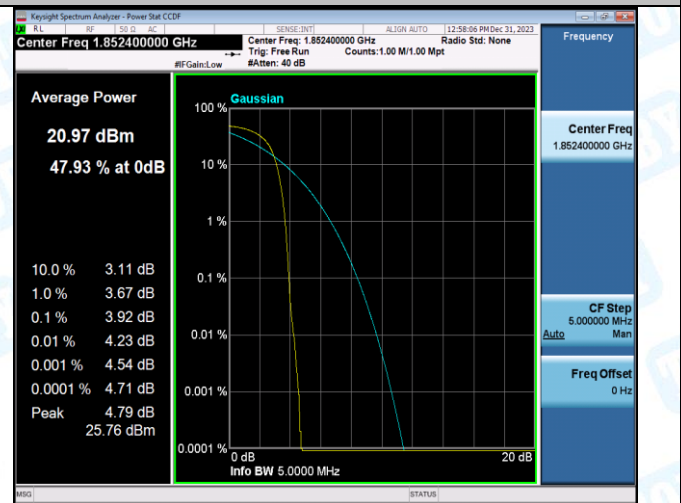 Keysight Spectrum Analyzer - Power Stat CCDF
RL RF 50 Ω AC SENSE:INT ALIGN AUTO 12:58:06 PM Dec 31, 2023
Center Freq 1.852400000 GHz
Center Freq: 1.852400000 GHz Radio Std: None
Trig: Free Run Counts:1.00 M/1.00 Mpt
#IFGain:Low #Atten: 40 dB
Frequency
Average Power
20.97 dBm
47.93 % at 0dB
10.0 % 3.11 dB
1.0 % 3.67 dB
0.1 % 3.92 dB
0.01 % 4.23 dB
0.001 % 4.54 dB
0.0001 % 4.71 dB
Peak 4.79 dB
25.76 dBm
Gaussian
100 %
10 %
1 %
0.1 %
0.01 %
0.001 %
0.0001 %
0 dB 20 dB
Info BW 5.0000 MHz
Center Freq
1.852400000 GHz
CF Step
5.000000 MHz
Auto Man
Freq Offset
0 Hz
MSG STATUS